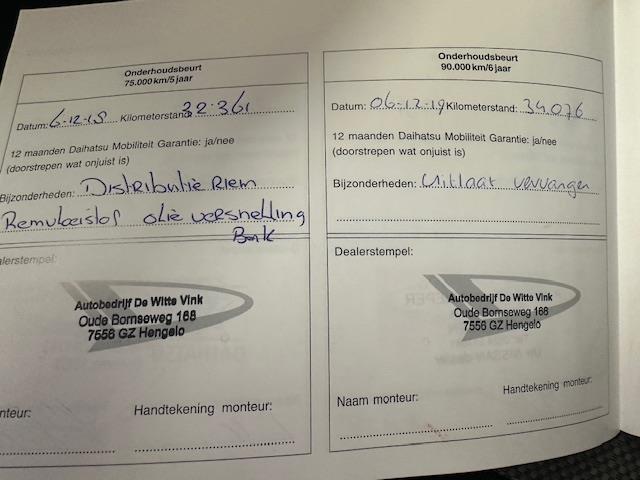 Onderhoudsbeurt
75.000 km/5 jaar
Datum: 6-12-18 Kilometerstand: 32.361
12 maanden Daihatsu Mobiliteit Garantie: ja/nee
(doorstrepen wat onjuist is)
Bijzonderheden: Distributie Riem
Remvloeistof olie versnelling
Bak
alerstempel:
Autobedrijf De Witte Vink
Oude Bornseweg 168
7556 GZ Hengelo
nteur:
Handtekening monteur:
Onderhoudsbeurt
90.000 km/6 jaar
Datum: 06-12-19 Kilometerstand: 34.076
12 maanden Daihatsu Mobiliteit Garantie: ja/nee
(doorstrepen wat onjuist is)
Bijzonderheden: Uitlaat vervangen
Dealerstempel:
Autobedrijf De Witte Vink
Oude Bornseweg 168
7556 GZ Hengelo
Naam monteur:
Handtekening monteur: